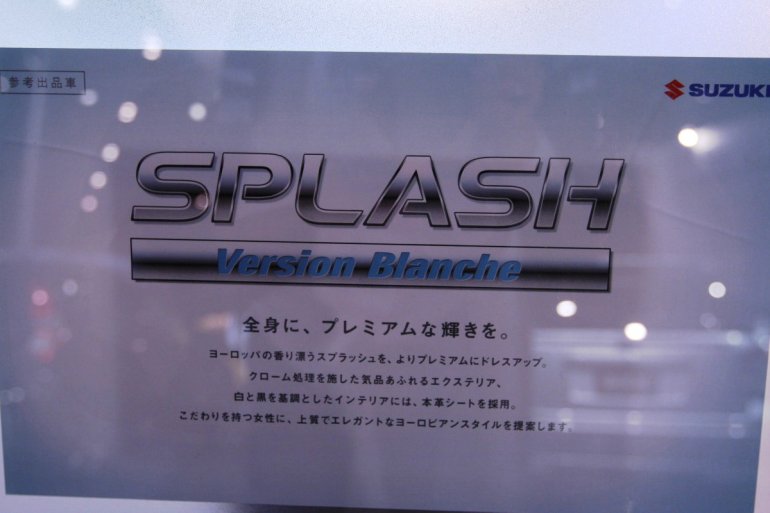 参考出品車
SUZUKI
SPLASH
Version Blanche
全身に、プレミアムな輝きを。
ヨーロッパの香り漂うスプラッシュを、よりプレミアムにドレスアップ。
クローム処理を施した気品あふれるエクステリア、
白と黒を基調としたインテリアには、本革シートを採用。
こだわりを持つ女性に、上質でエレガントなヨーロピアンスタイルを提案します。